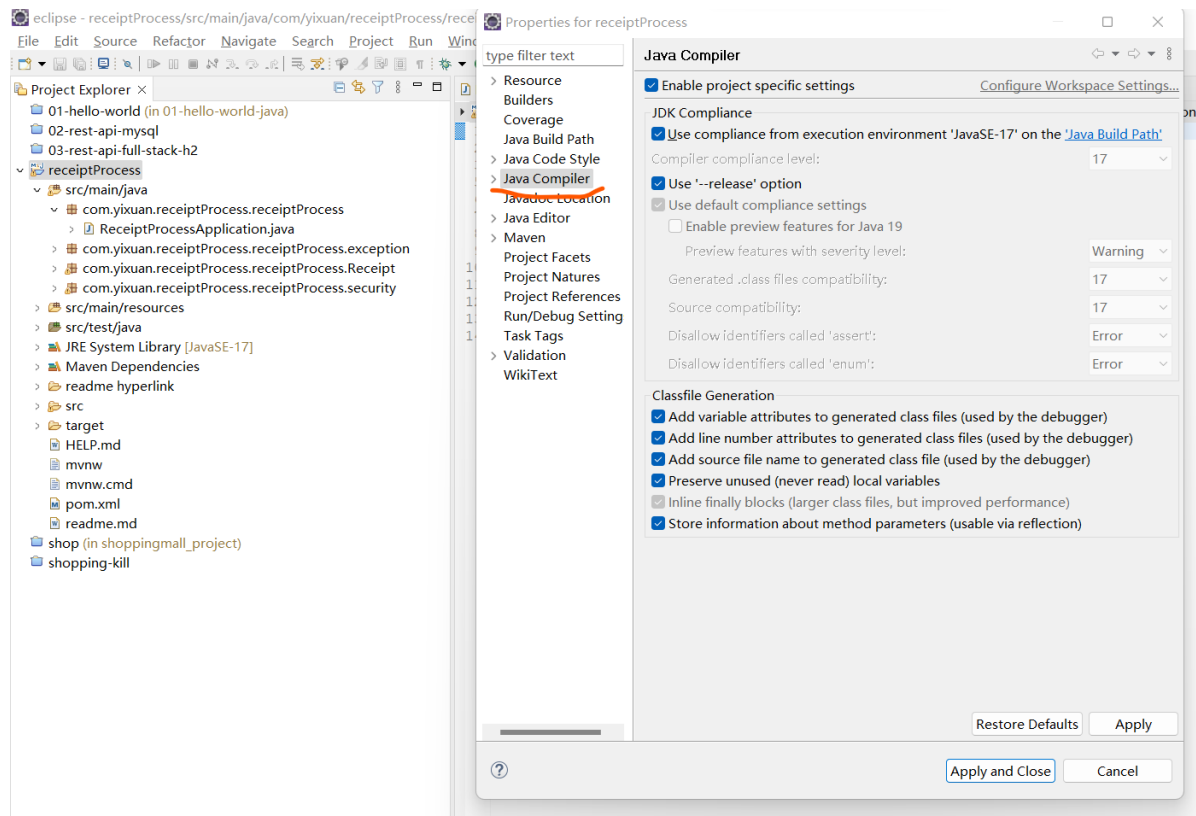 eclipse - receiptProcess/src/main/java/com/yixuan/receiptProcess/rece
File Edit Source Refactor Navigate Search Project Run Wind
Project Explorer
01-hello-world (in 01-hello-world-java)
02-rest-api-mysql
03-rest-api-full-stack-h2
receiptProcess
src/main/java
com.yixuan.receiptProcess.receiptProcess
ReceiptProcessApplication.java
com.yixuan.receiptProcess.receiptProcess.exception
com.yixuan.receiptProcess.receiptProcess.Receipt
com.yixuan.receiptProcess.receiptProcess.security
src/main/resources
src/test/java
JRE System Library [JavaSE-17]
Maven Dependencies
readme hyperlink
src
target
HELP.md
mvnw
mvnw.cmd
pom.xml
readme.md
shop (in shoppingmall_project)
shopping-kill
Properties for receiptProcess
type filter text
Resource
Builders
Coverage
Java Build Path
Java Code Style
Java Compiler
Javadoc Location
Java Editor
Maven
Project Facets
Project Natures
Project References
Run/Debug Setting
Task Tags
Validation
WikiText
Java Compiler
Enable project specific settings Configure Workspace Settings...
JDK Compliance
Use compliance from execution environment 'JavaSE-17' on the 'Java Build Path'
Compiler compliance level: 17
Use '--release' option
Use default compliance settings
Enable preview features for Java 19
Preview features with severity level: Warning
Generated .class files compatibility: 17
Source compatibility: 17
Disallow identifiers called 'assert': Error
Disallow identifiers called 'enum': Error
Classfile Generation
Add variable attributes to generated class files (used by the debugger)
Add line number attributes to generated class files (used by the debugger)
Add source file name to generated class file (used by the debugger)
Preserve unused (never read) local variables
Inline finally blocks (larger class files, but improved performance)
Store information about method parameters (usable via reflection)
Restore Defaults Apply
Apply and Close Cancel